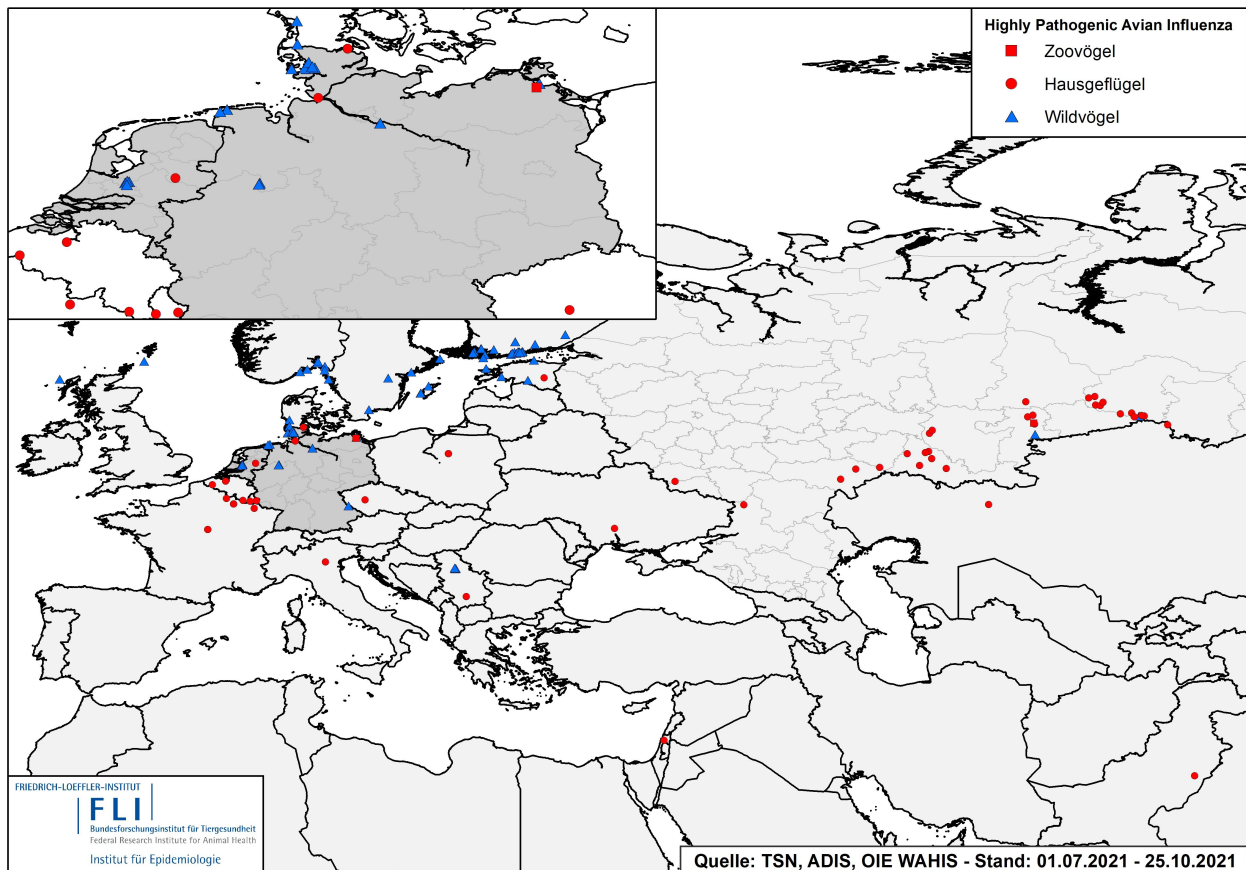 Highly Pathogenic Avian Influenza
Zoovögel
Hausgeflügel
Wildvögel
FRIEDRICH-LOEFFLER-INSTITUT
FLI
Bundesforschungsinstitut für Tiergesundheit
Federal Research Institute for Animal Health
Institut für Epidemiologie
Quelle: TSN, ADIS, OIE WAHIS - Stand: 01.07.2021 - 25.10.2021